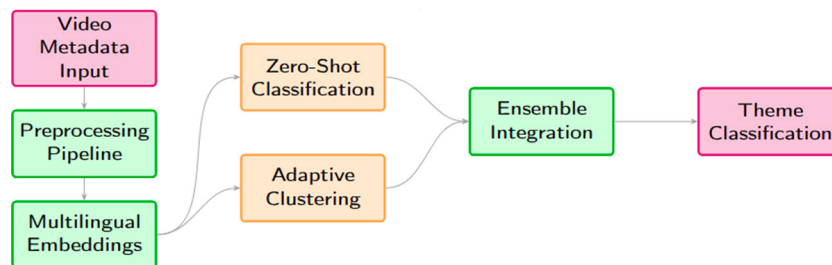 Video
Metadata
Input
Preprocessing
Pipeline
Multilingual
Embeddings
Zero-Shot
Classification
Adaptive
Clustering
Ensemble
Integration
Theme
Classification